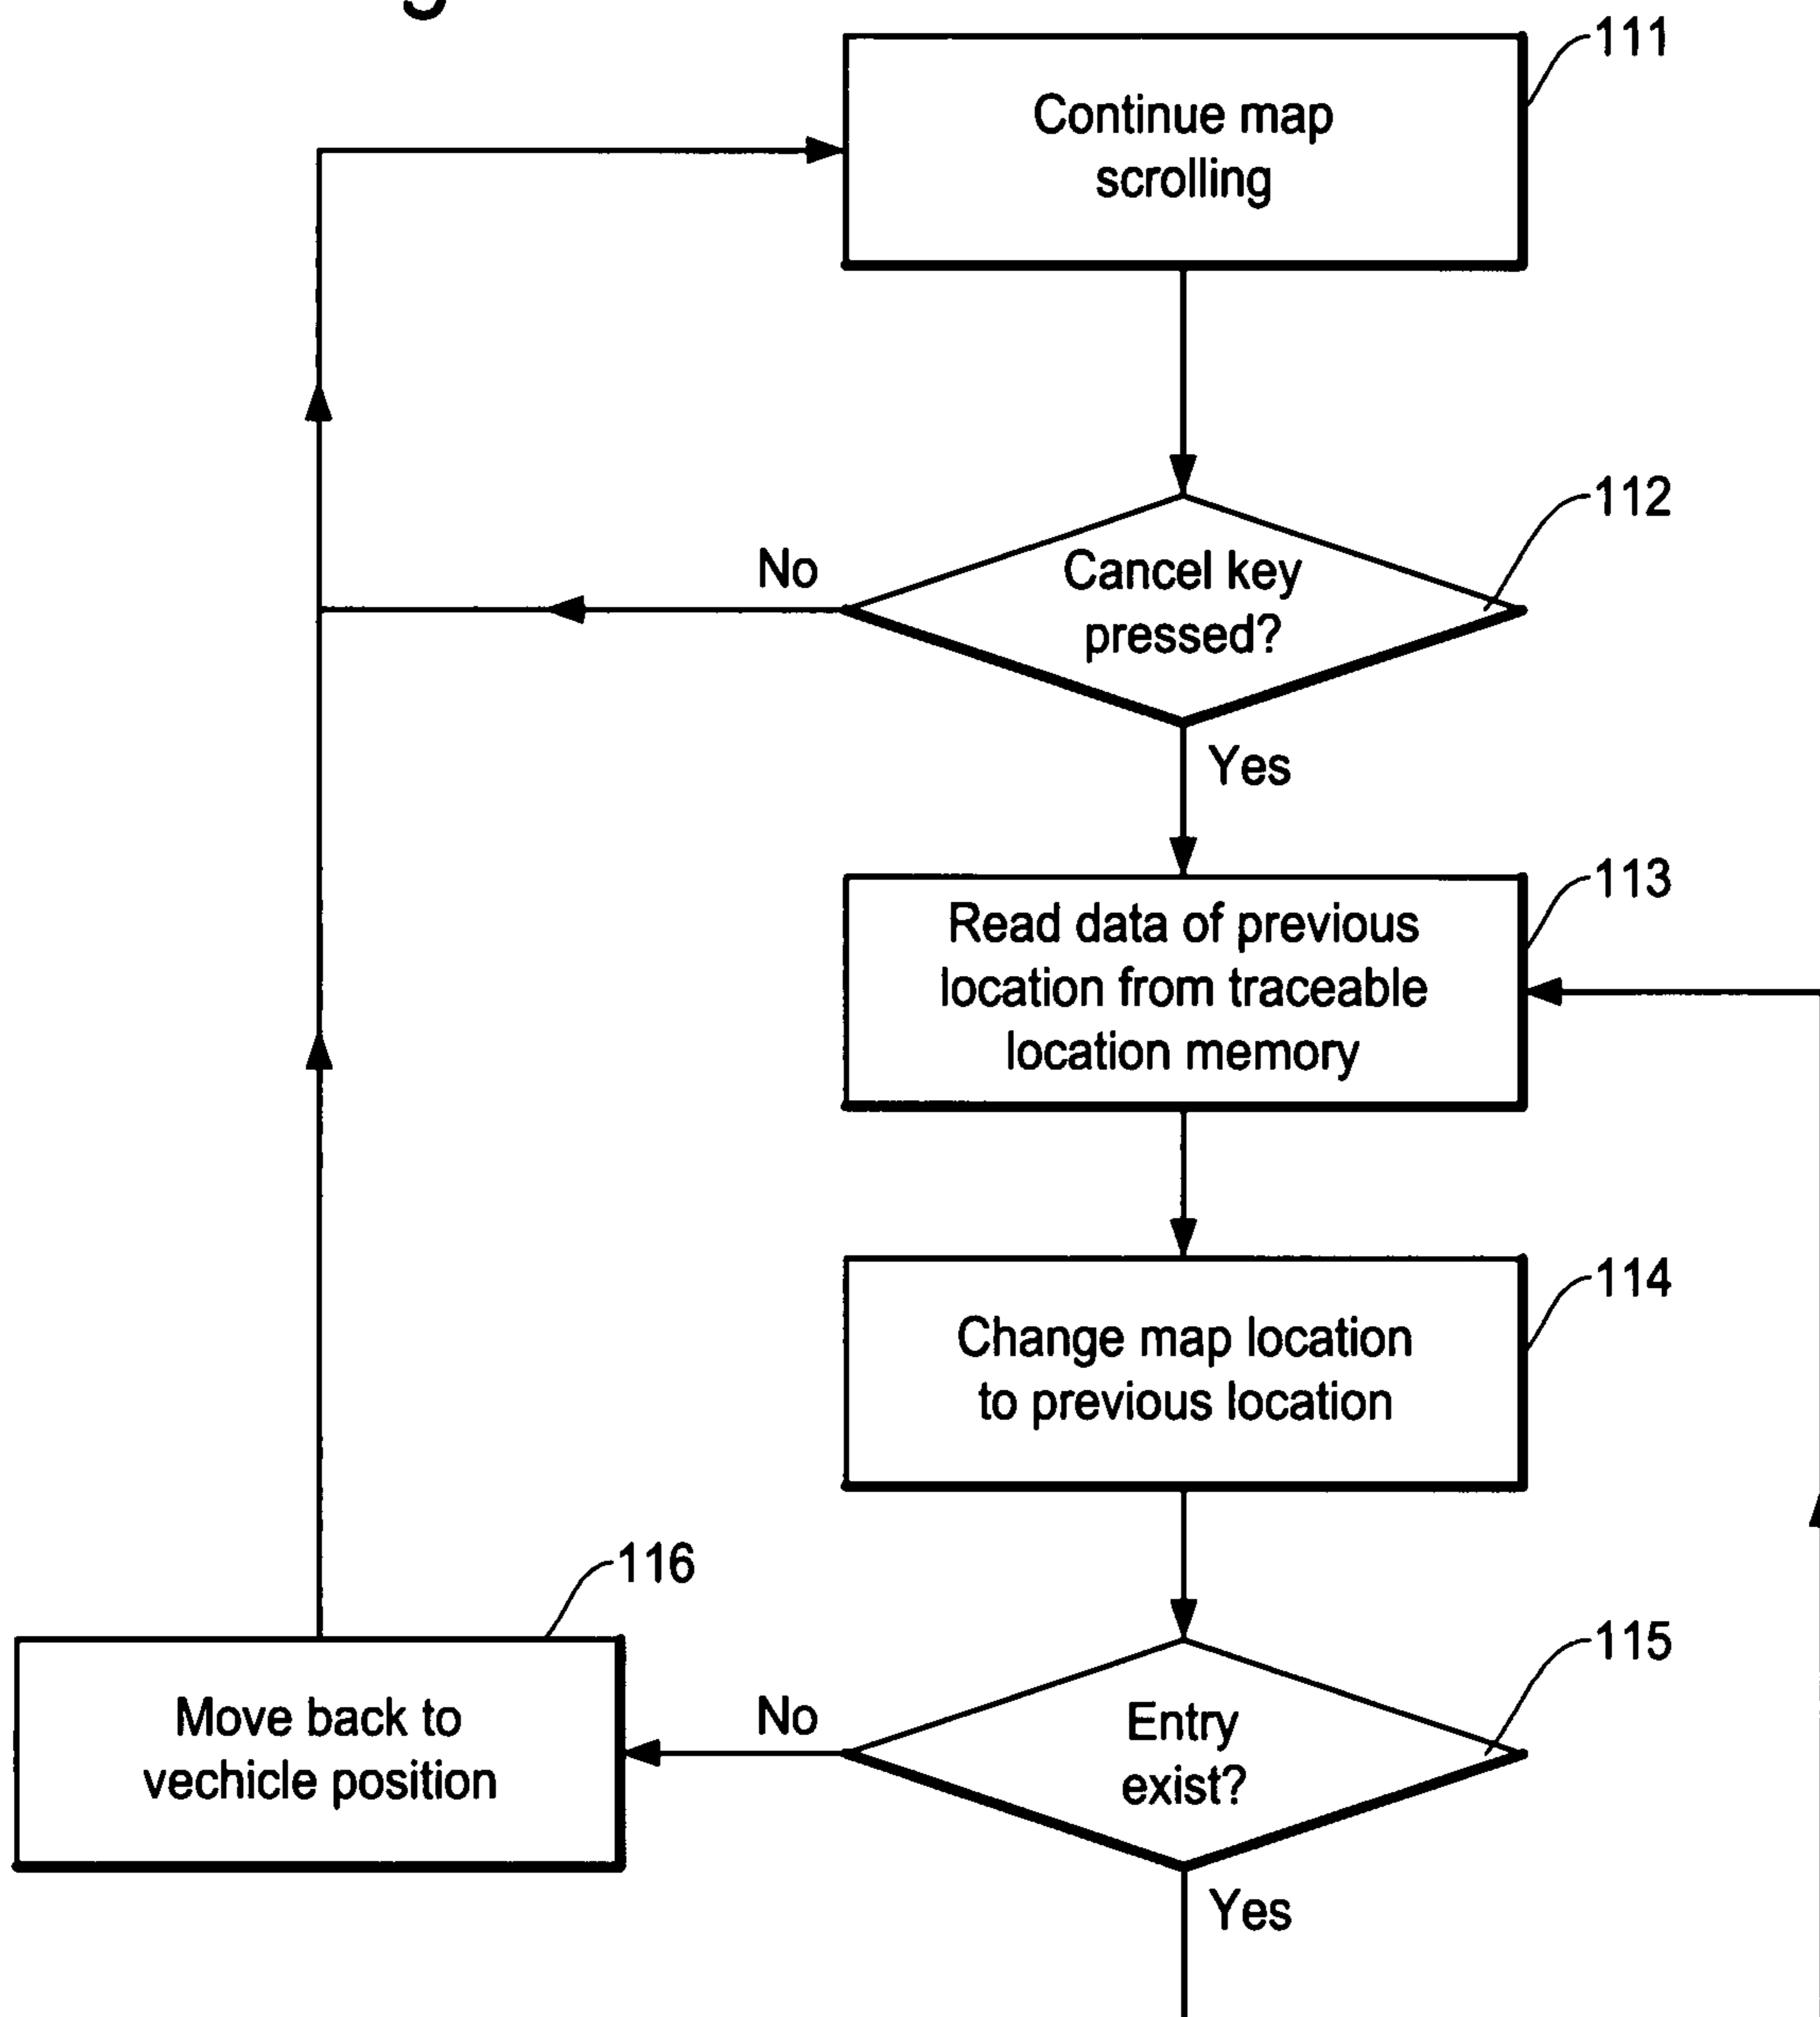 111
Continue map
scrolling
112
No
Cancel key
pressed?
Yes
113
Read data of previous
location from traceable
location memory
114
Change map location
to previous location
116
115
Move back to
vechicle position
No
Entry
exist?
Yes